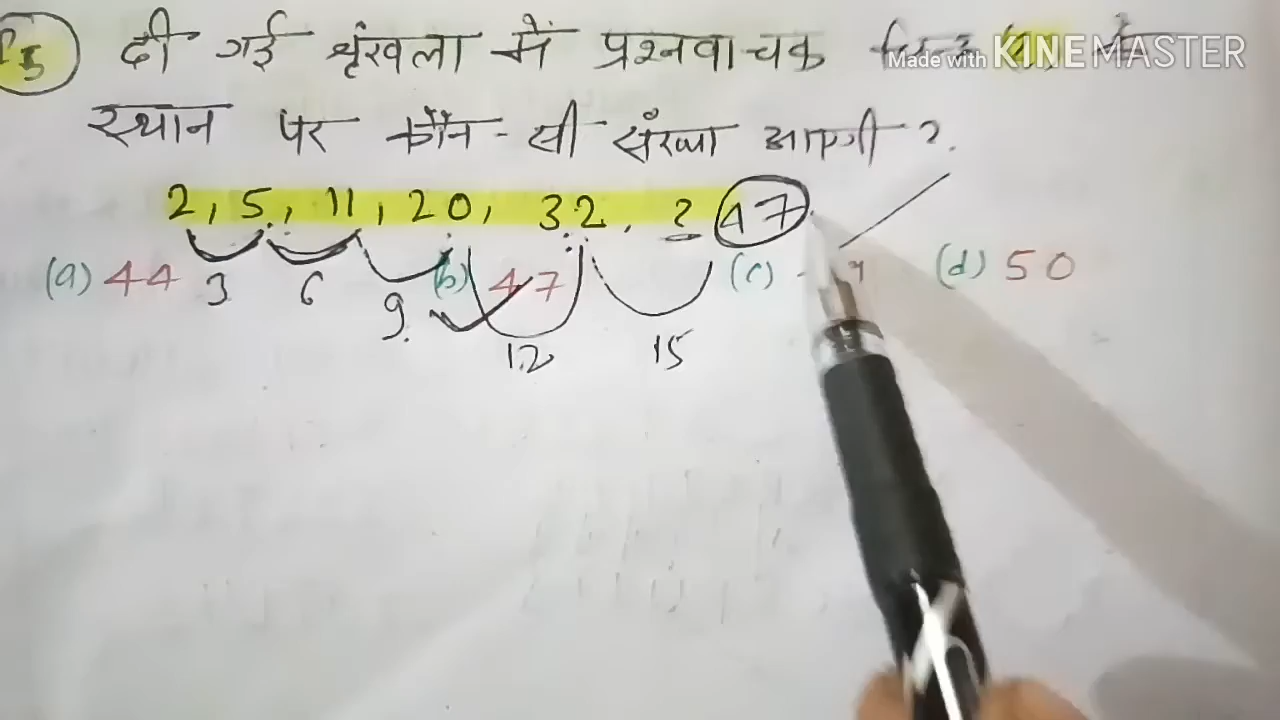 दी गई श्रृंखला में प्रश्नवाचक
Made with KINEMASTER
स्थान पर कौन-सी संख्या आएगी ?
2, 5, 11, 20, 32, ? 47
(a) 44 (b) 47 (c) (d) 50
3 6 9 12 15